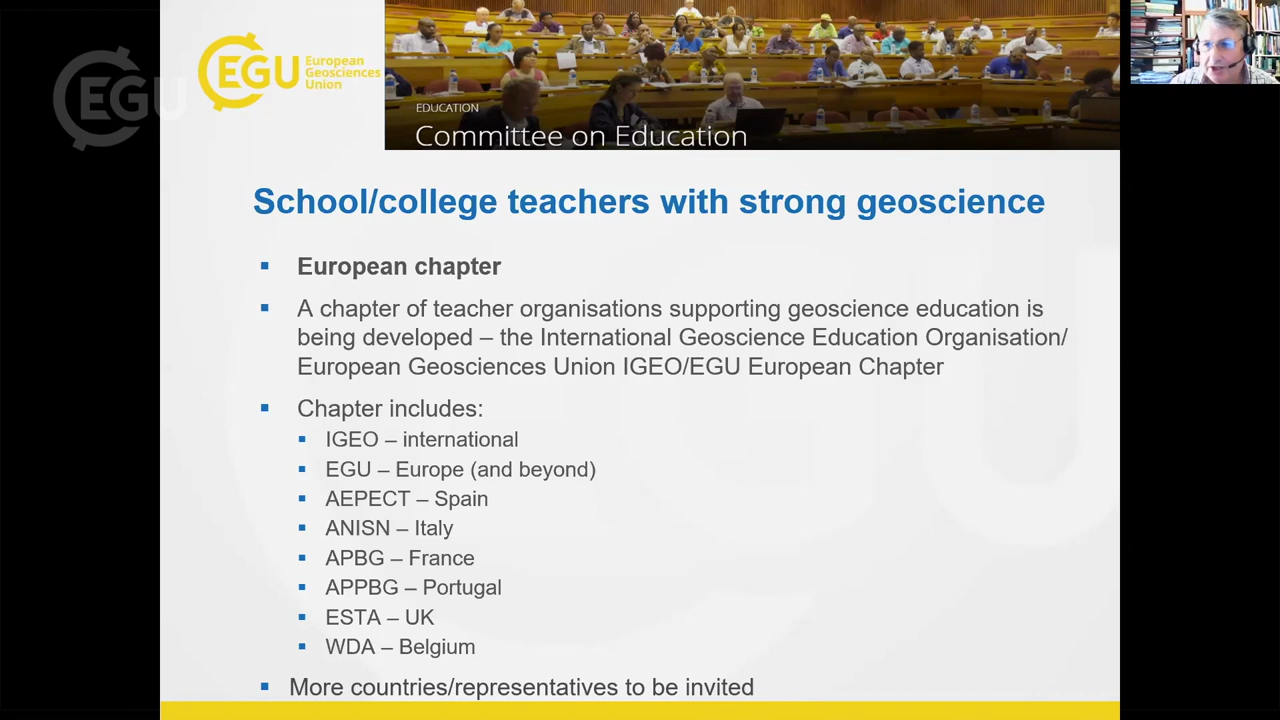 EGU
EGU
European
Geosciences
Union
EDUCATION
Committee on Education
School/college teachers with strong geoscience
European chapter
A chapter of teacher organisations supporting geoscience education is
being developed – the International Geoscience Education Organisation/
European Geosciences Union IGEO/EGU European Chapter
Chapter includes:
IGEO – international
EGU – Europe (and beyond)
AEPECT – Spain
ANISN – Italy
APBG – France
APPBG – Portugal
ESTA – UK
WDA – Belgium
More countries/representatives to be invited